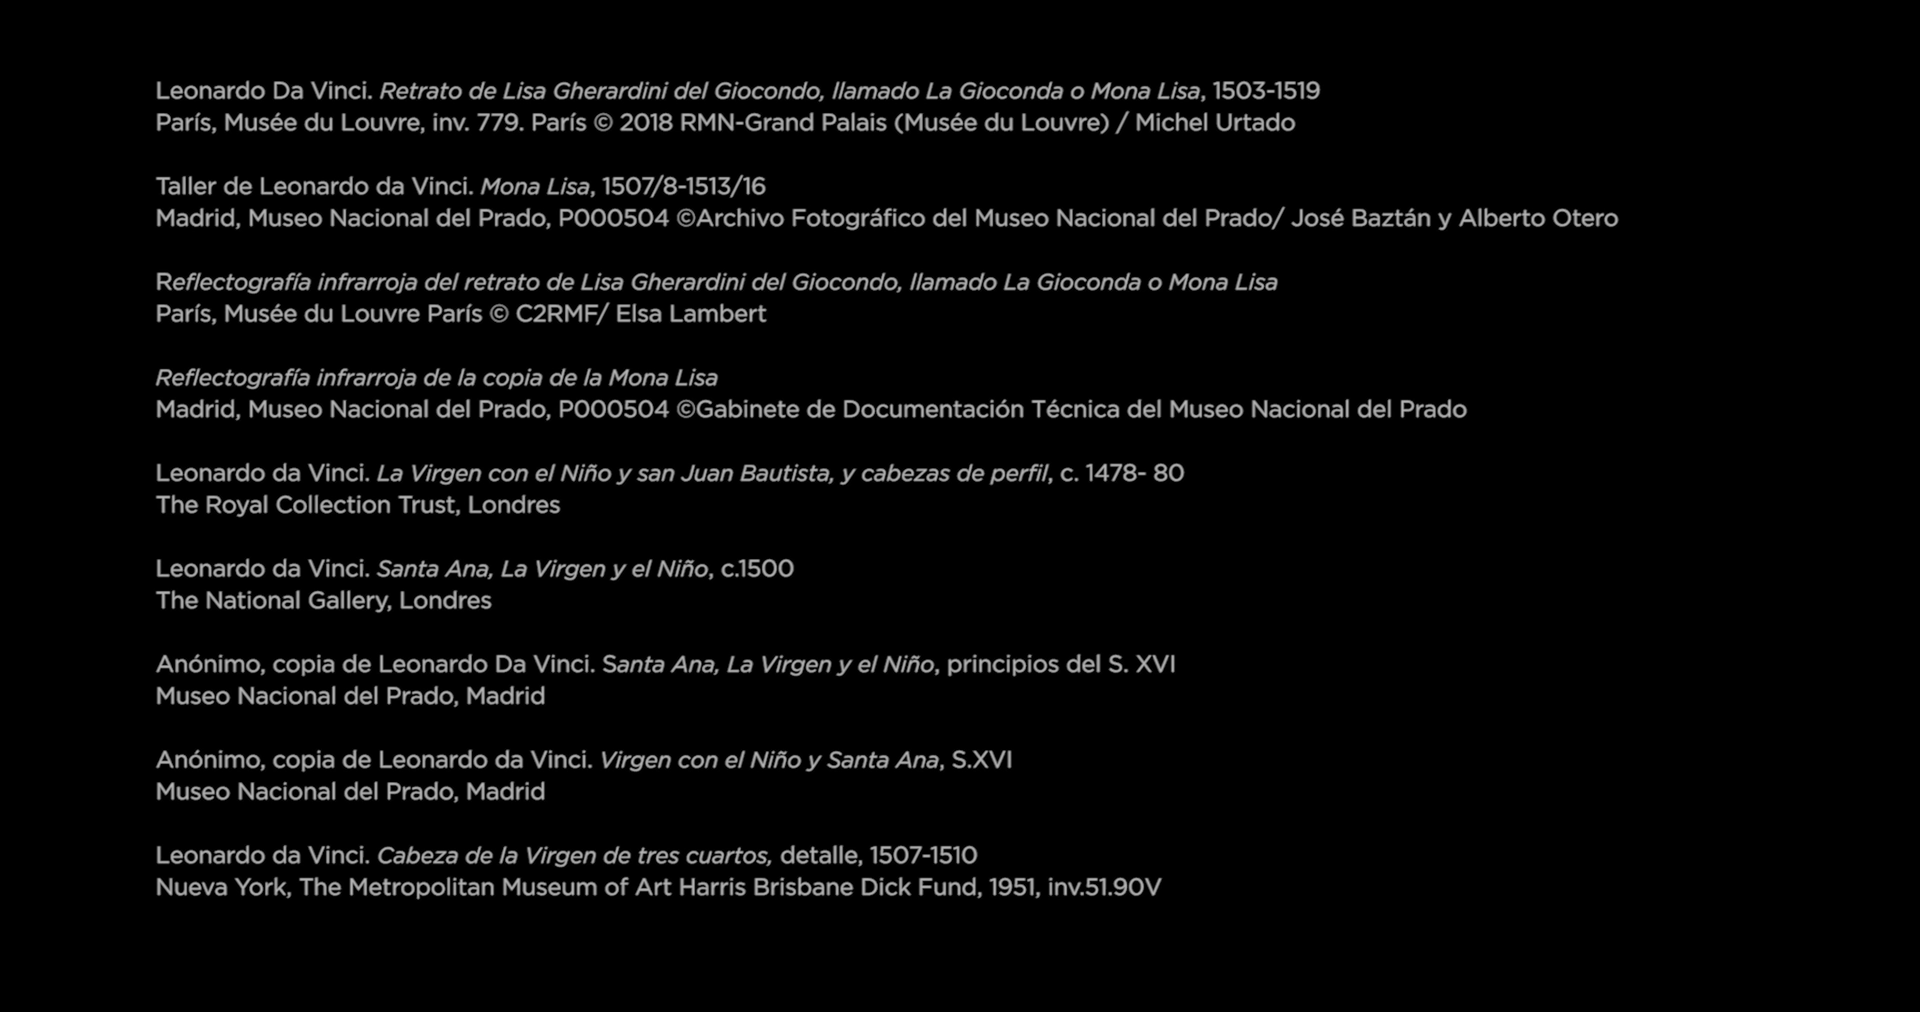 Leonardo Da Vinci. Retrato de Lisa Gherardini del Giocondo, llamado La Gioconda o Mona Lisa, 1503-1519
París, Musée du Louvre, inv. 779. París © 2018 RMN-Grand Palais (Musée du Louvre) / Michel Urtado
Taller de Leonardo da Vinci. Mona Lisa, 1507/8-1513/16
Madrid, Museo Nacional del Prado, P000504 ©Archivo Fotográfico del Museo Nacional del Prado/ José Baztán y Alberto Otero
Reflectografía infrarroja del retrato de Lisa Gherardini del Giocondo, llamado La Gioconda o Mona Lisa
París, Musée du Louvre París © C2RMF/ Elsa Lambert
Reflectografía infrarroja de la copia de la Mona Lisa
Madrid, Museo Nacional del Prado, P000504 ©Gabinete de Documentación Técnica del Museo Nacional del Prado
Leonardo da Vinci. La Virgen con el Niño y san Juan Bautista, y cabezas de perfil, c. 1478- 80
The Royal Collection Trust, Londres
Leonardo da Vinci. Santa Ana, La Virgen y el Niño, c.1500
The National Gallery, Londres
Anónimo, copia de Leonardo Da Vinci. Santa Ana, La Virgen y el Niño, principios del S. XVI
Museo Nacional del Prado, Madrid
Anónimo, copia de Leonardo da Vinci. Virgen con el Niño y Santa Ana, S.XVI
Museo Nacional del Prado, Madrid
Leonardo da Vinci. Cabeza de la Virgen de tres cuartos, detalle, 1507-1510
Nueva York, The Metropolitan Museum of Art Harris Brisbane Dick Fund, 1951, inv.51.90V